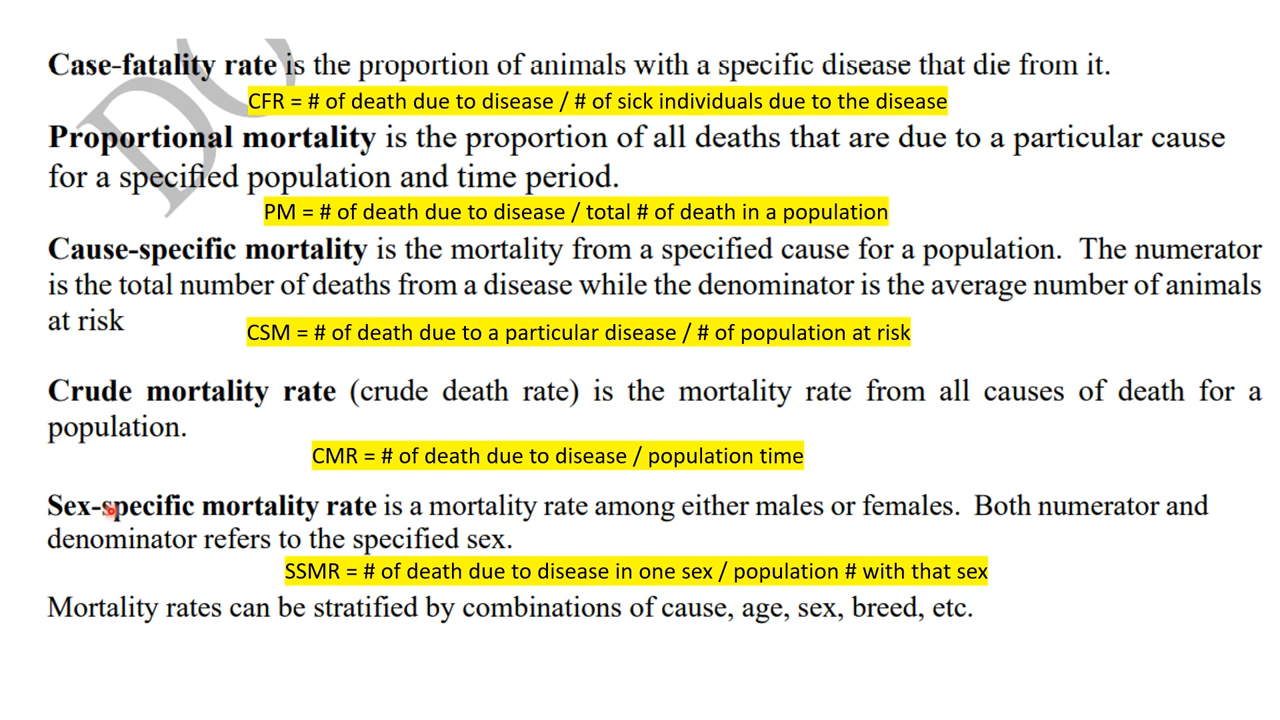 Case-fatality rate is the proportion of animals with a specific disease that die from it.
CFR = # of death due to disease / # of sick individuals due to the disease
Proportional mortality is the proportion of all deaths that are due to a particular cause
for a specified population and time period.
PM = # of death due to disease / total # of death in a population
Cause-specific mortality is the mortality from a specified cause for a population. The numerator
is the total number of deaths from a disease while the denominator is the average number of animals
at risk
CSM = # of death due to a particular disease / # of population at risk
Crude mortality rate (crude death rate) is the mortality rate from all causes of death for a
population.
CMR = # of death due to disease / population time
Sex-specific mortality rate is a mortality rate among either males or females. Both numerator and
denominator refers to the specified sex.
SSMR = # of death due to disease in one sex / population # with that sex
Mortality rates can be stratified by combinations of cause, age, sex, breed, etc.